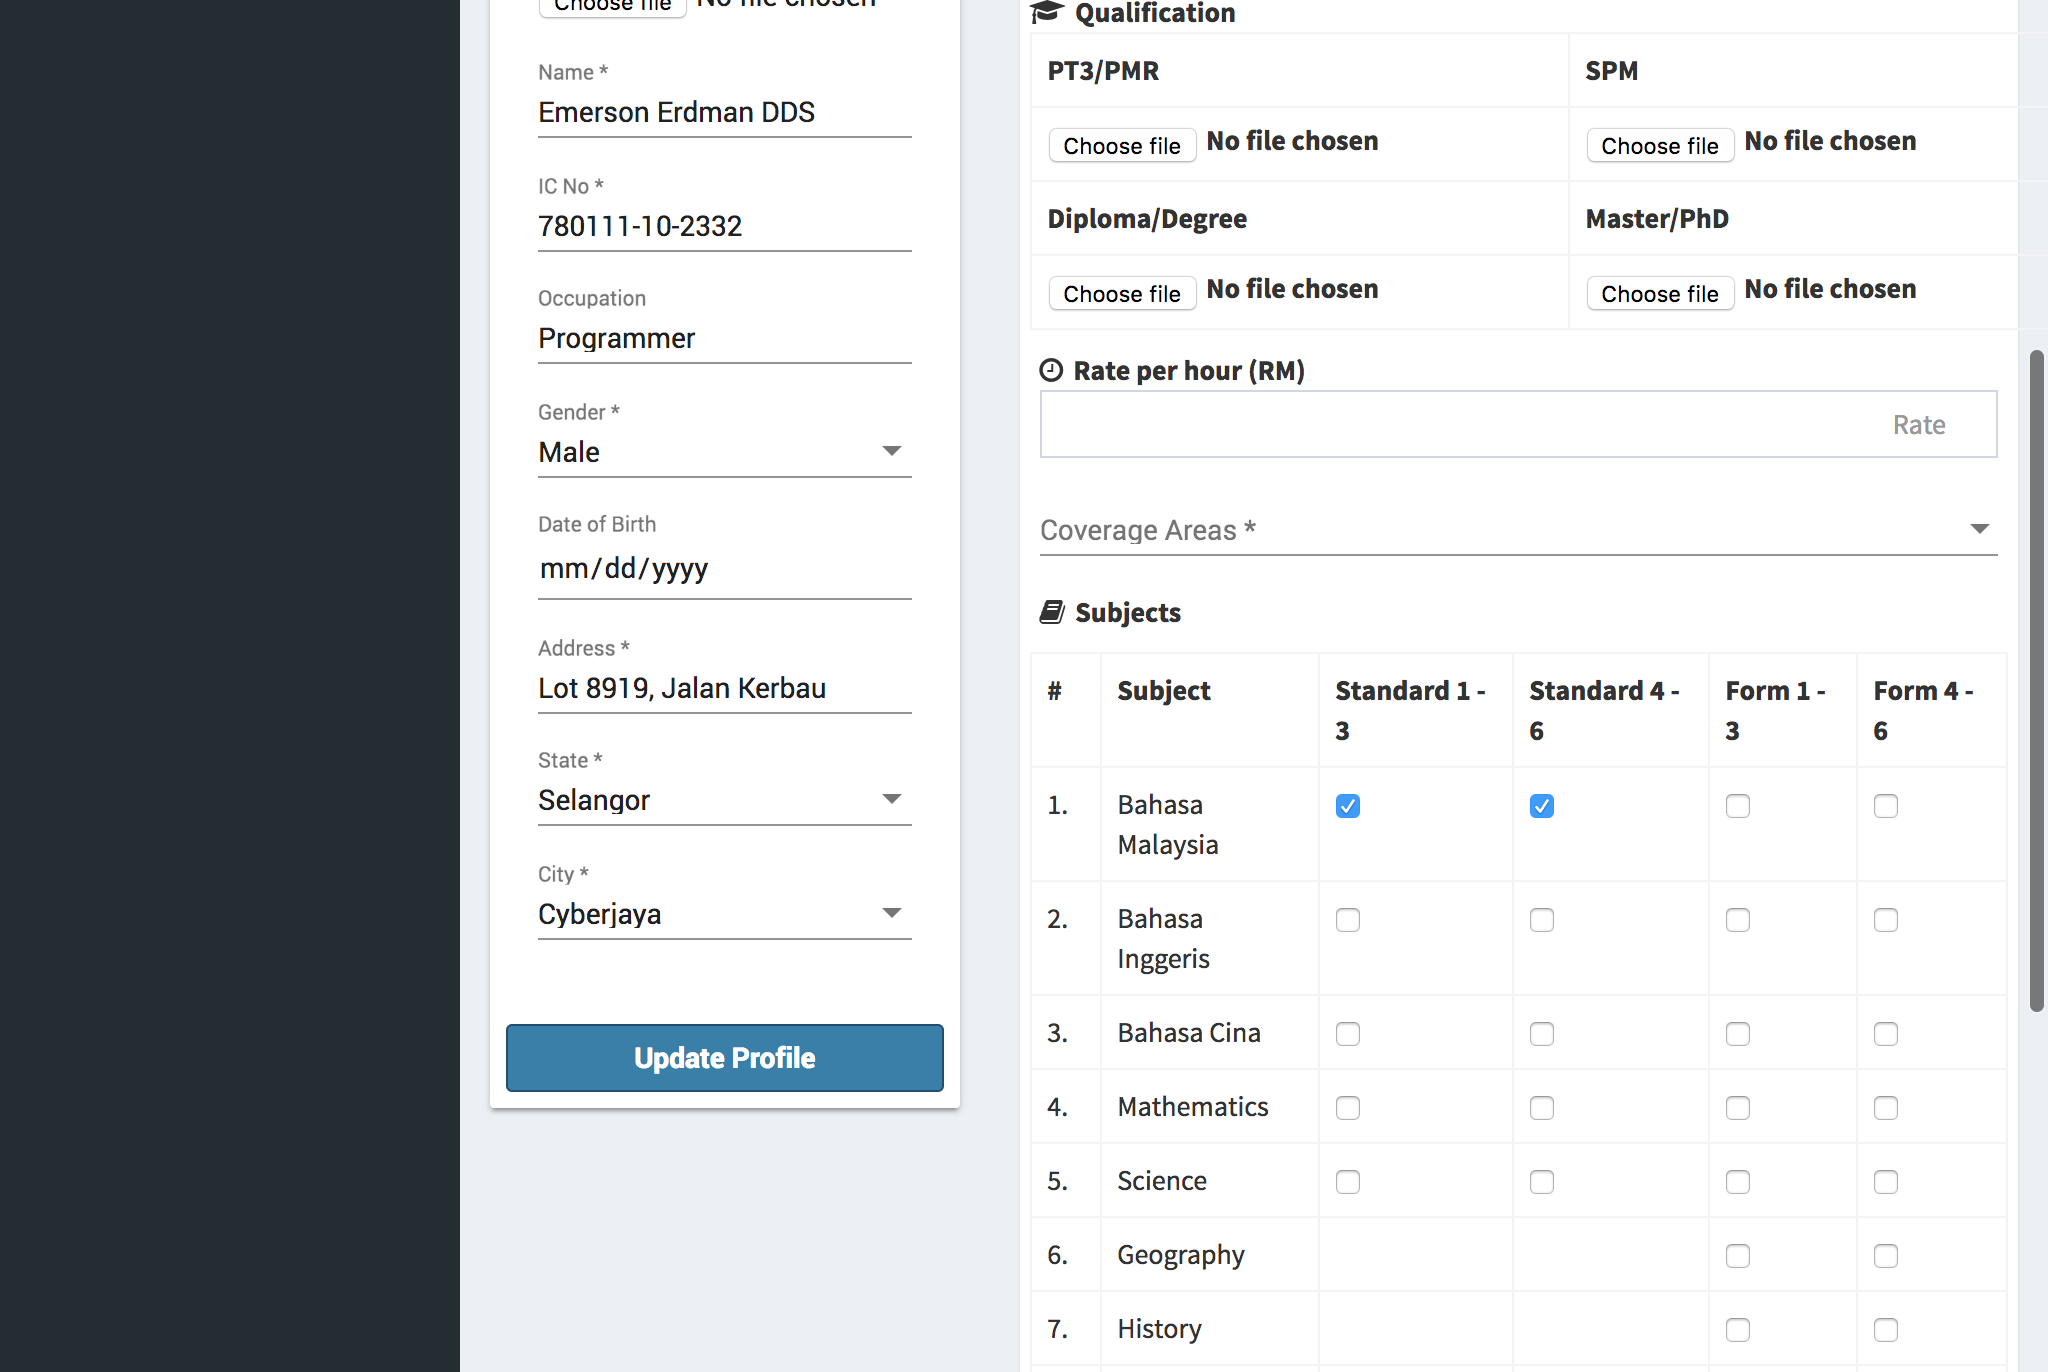 Choose file No file chosen
Name *
Emerson Erdman DDS
IC No *
780111-10-2332
Occupation
Programmer
Gender *
Male
Date of Birth
mm/dd/yyyy
Address *
Lot 8919, Jalan Kerbau
State *
Selangor
City *
Cyberjaya
Update Profile
Qualification
PT3/PMR SPM
Choose file No file chosen Choose file No file chosen
Diploma/Degree Master/PhD
Choose file No file chosen Choose file No file chosen
Rate per hour (RM)
Rate
Coverage Areas *
Subjects
# Subject Standard 1 - Standard 4 - Form 1 - Form 4 -
3 6 3 6
1. Bahasa
Malaysia
2. Bahasa
Inggeris
3. Bahasa Cina
4. Mathematics
5. Science
6. Geography
7. History